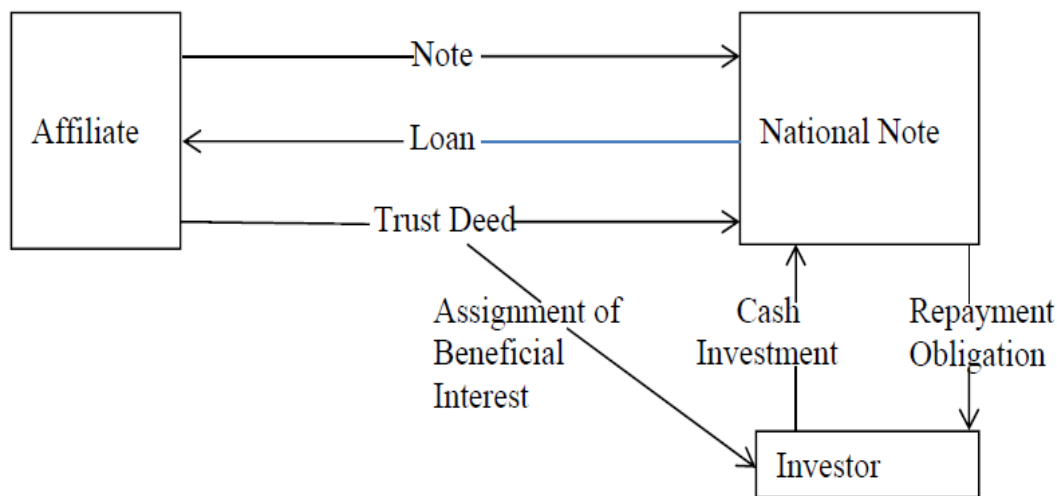 Note
Affiliate
Loan
National Note
Trust Deed
Assignment of
Beneficial
Interest
Cash
Investment
Repayment
Obligation
Investor